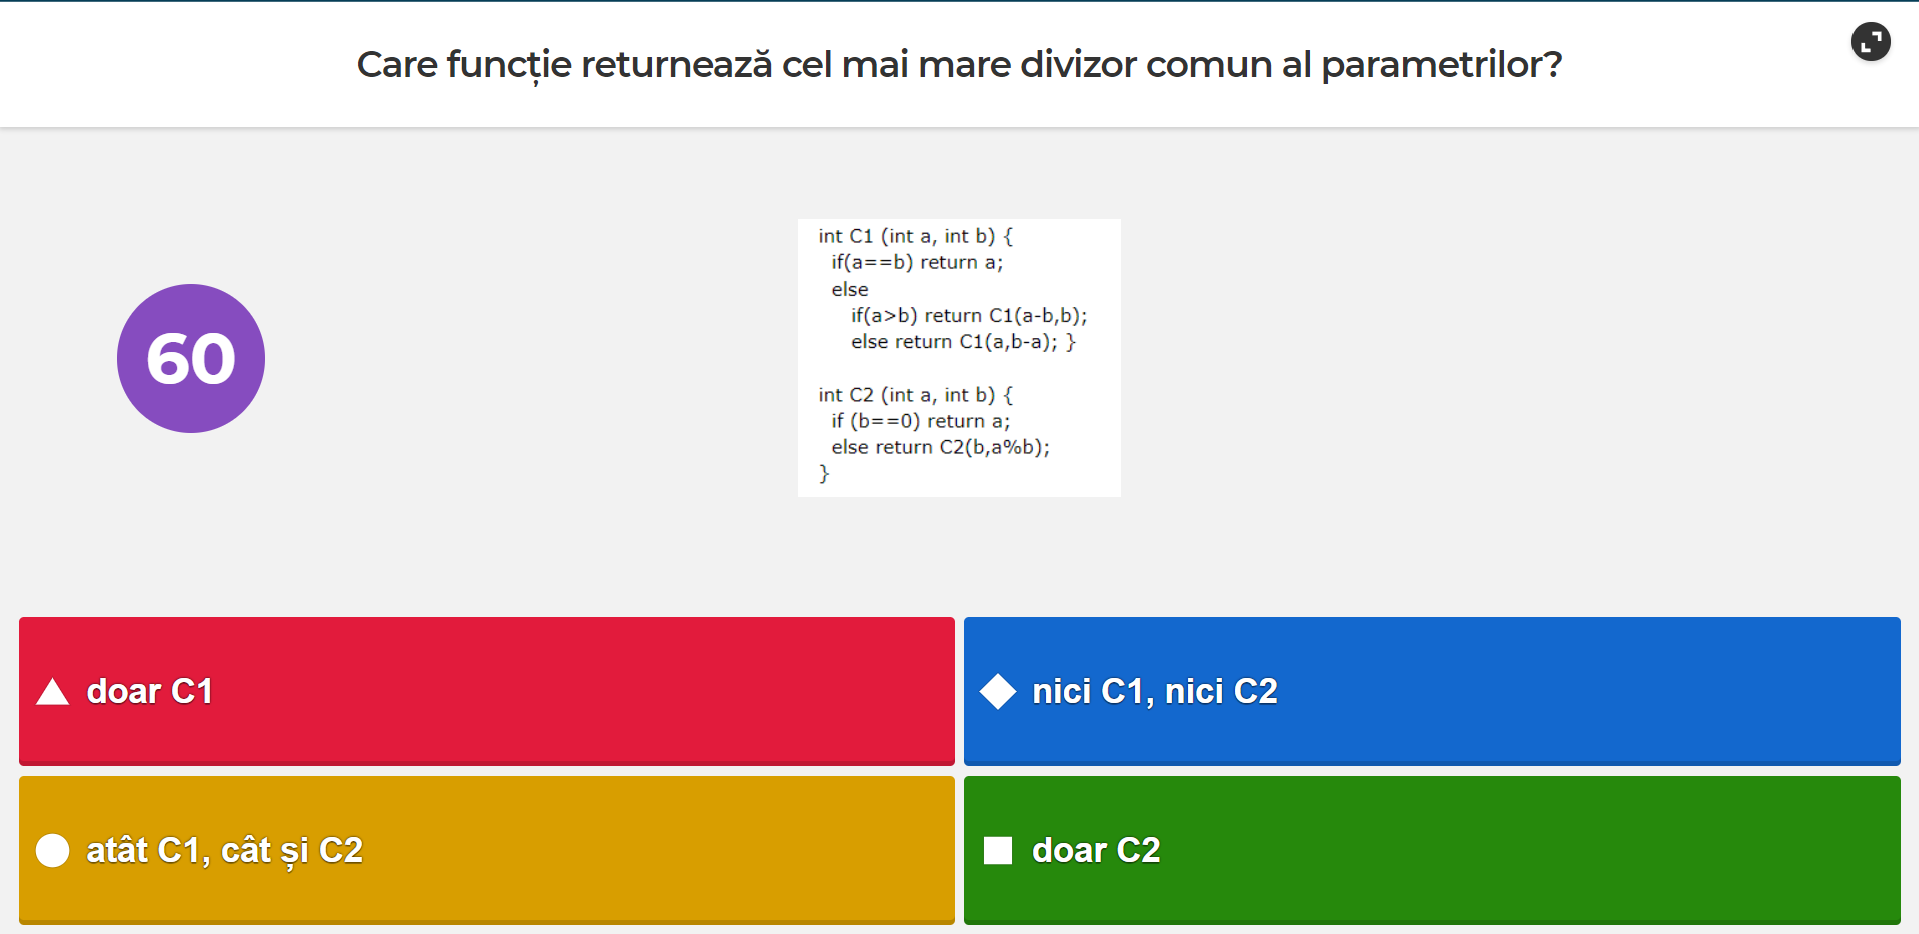 Care funcție returnează cel mai mare divizor comun al parametrilor?
60
int C1 (int a, int b) {
if(a==b) return a;
else
if(a>b) return C1(a-b,b);
else return C1(a,b-a); }
int C2 (int a, int b) {
if (b==0) return a;
else return C2(b,a%b);
}
doar C1
nici C1, nici C2
atât C1, cât și C2
doar C2